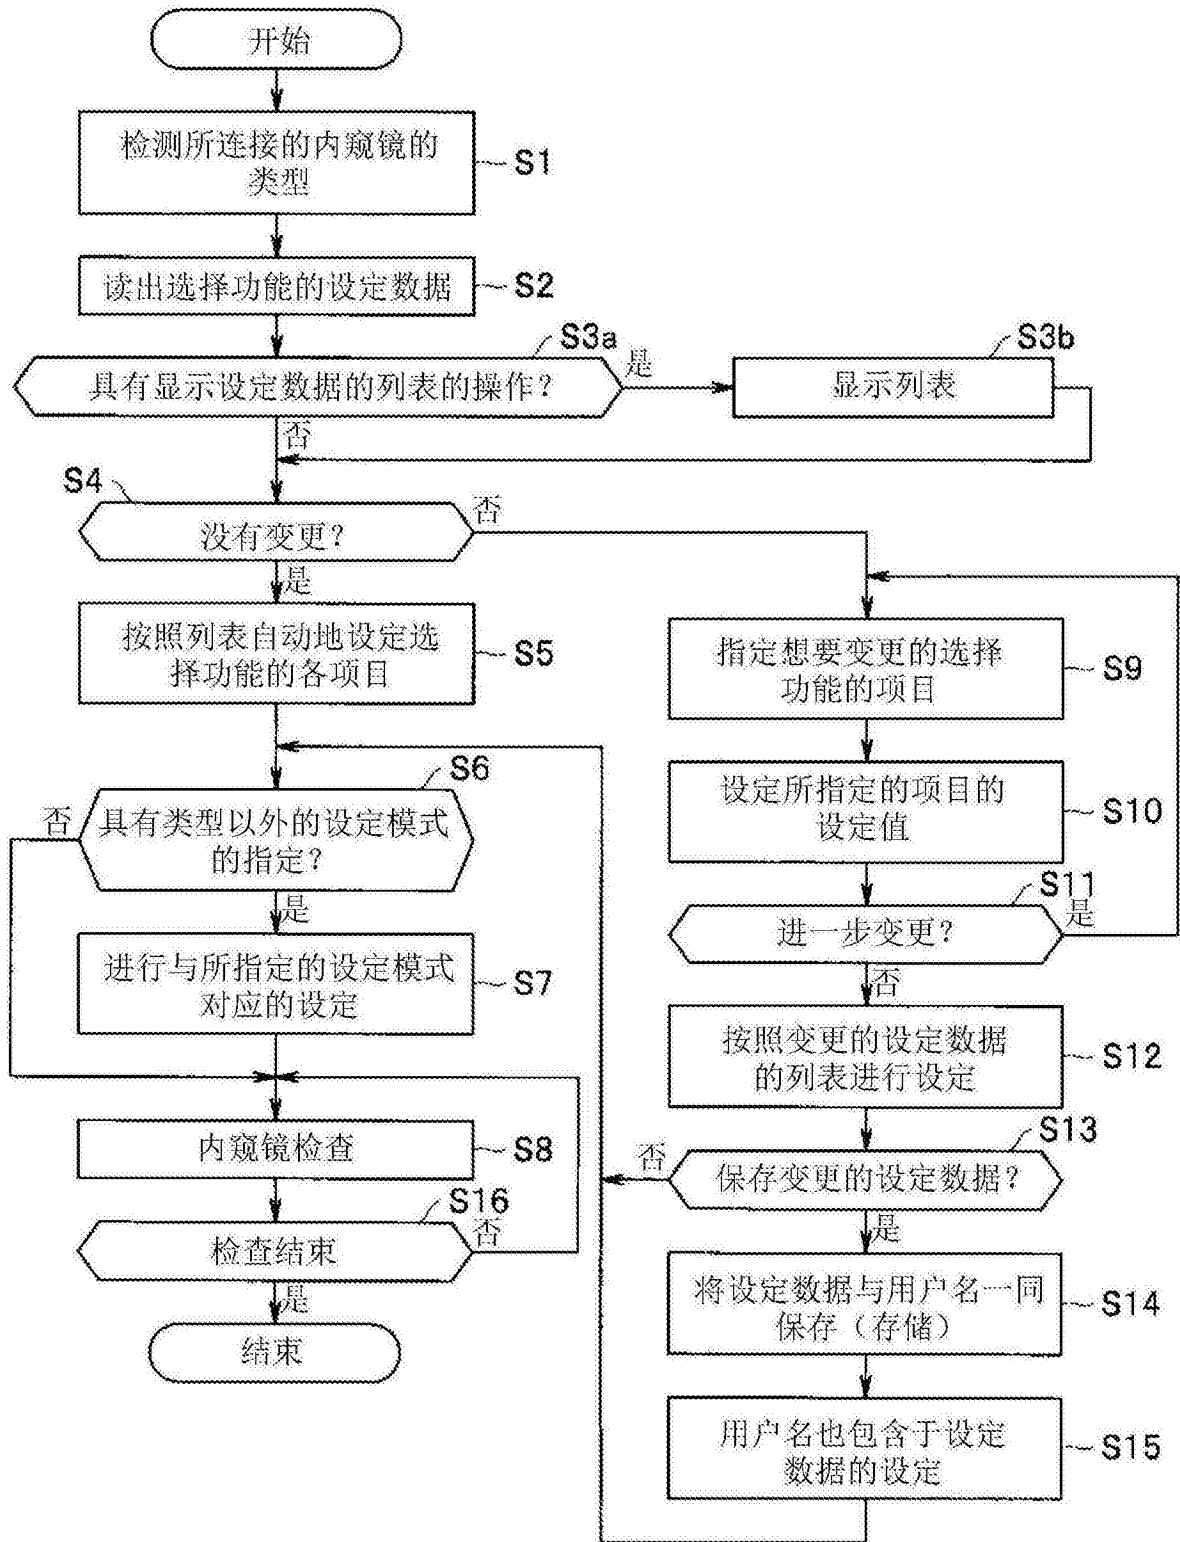 开始
检测所连接的内窥镜的
类型
S1
读出选择功能的设定数据
S2
S3a
具有显示设定数据的列表的操作?
是
S3b
显示列表
否
S4
没有变更?
否
是
按照列表自动地设定选
择功能的各项目
S5
S6
否
具有类型以外的设定模式
的指定?
是
进行与所指定的设定模式
对应的设定
S7
内窥镜检查
S8
S16
检查结束
否
是
结束
指定想要变更的选择
功能的项目
S9
设定所指定的项目的
设定值
S10
S11
进一步变更?
是
否
按照变更的设定数据
的列表进行设定
S12
S13
否
保存变更的设定数据?
是
将设定数据与用户名一同
保存(存储)
S14
用户名也包含于设定
数据的设定
S15